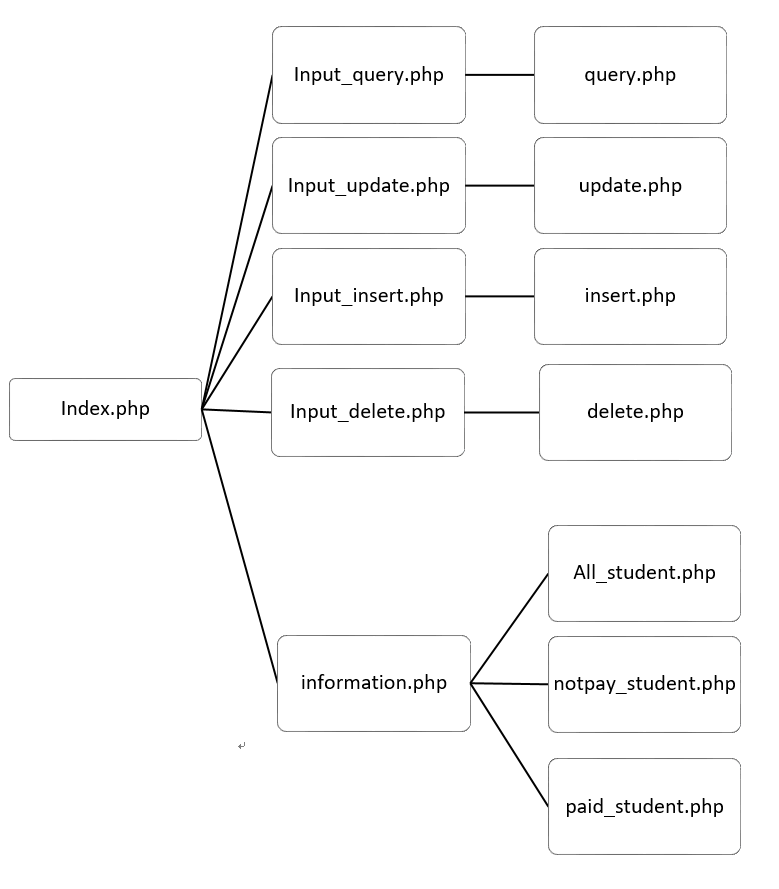 Input_query.php
query.php
Input_update.php
update.php
Input_insert.php
insert.php
Index.php
Input_delete.php
delete.php
All_student.php
information.php
notpay_student.php
paid_student.php